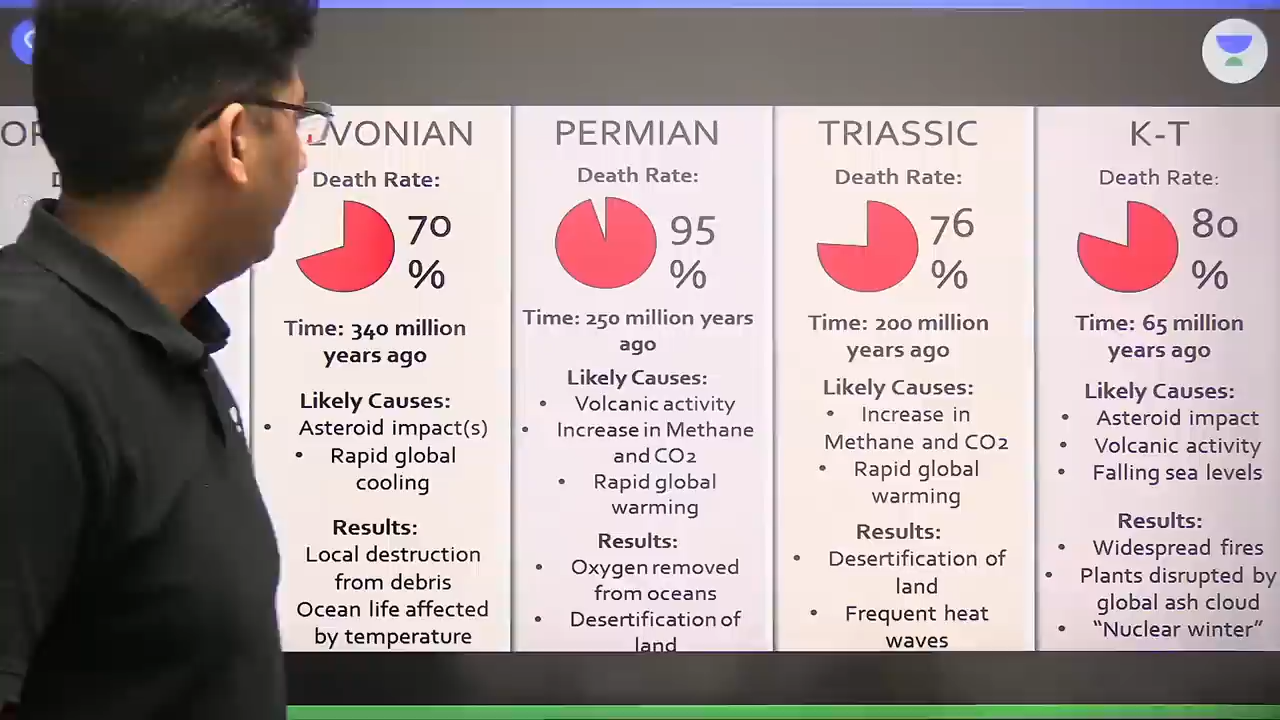 VONIAN
Death Rate:
70
%
Time: 340 million
years ago
Likely Causes:
• Asteroid impact(s)
• Rapid global
cooling
Results:
Local destruction
from debris
Ocean life affected
by temperature
PERMIAN
Death Rate:
95
%
Time: 250 million years
ago
Likely Causes:
• Volcanic activity
• Increase in Methane
and CO2
• Rapid global
warming
Results:
• Oxygen removed
from oceans
• Desertification of
land
TRIASSIC
Death Rate:
76
%
Time: 200 million
years ago
Likely Causes:
• Increase in
Methane and CO2
• Rapid global
warming
Results:
• Desertification of
land
• Frequent heat
waves
K-T
Death Rate:
80
%
Time: 65 million
years ago
Likely Causes:
• Asteroid impact
• Volcanic activity
• Falling sea levels
Results:
• Widespread fires
• Plants disrupted by
global ash cloud
• “Nuclear winter”